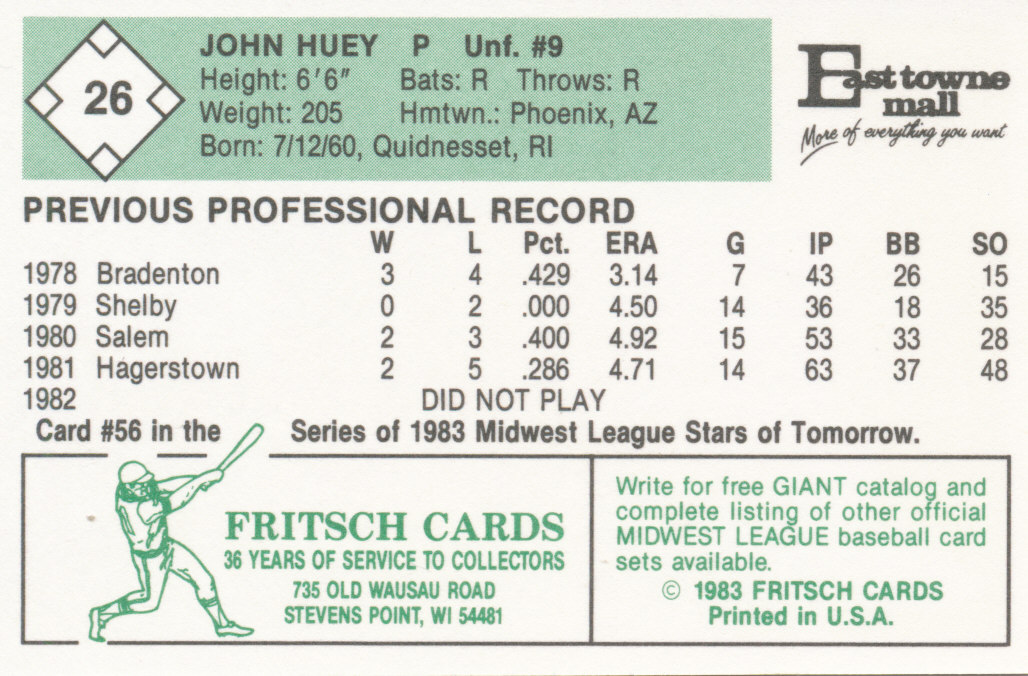 26
JOHN HUEY P Unf. #9
Height: 6'6" Bats: R Throws: R
Weight: 205 Hmtwn.: Phoenix, AZ
Born: 7/12/60, Quidnesset, RI
Easttowne
mall
More of everything you want
PREVIOUS PROFESSIONAL RECORD
W L Pct. ERA G IP BB SO
1978 Bradenton 3 4 .429 3.14 7 43 26 15
1979 Shelby 0 2 .000 4.50 14 36 18 35
1980 Salem 2 3 .400 4.92 15 53 33 28
1981 Hagerstown 2 5 .286 4.71 14 63 37 48
1982 DID NOT PLAY
Card #56 in the Series of 1983 Midwest League Stars of Tomorrow.
FRITSCH CARDS
36 YEARS OF SERVICE TO COLLECTORS
735 OLD WAUSAU ROAD
STEVENS POINT, WI 54481
Write for free GIANT catalog and
complete listing of other official
MIDWEST LEAGUE baseball card
sets available.
© 1983 FRITSCH CARDS
Printed in U.S.A.